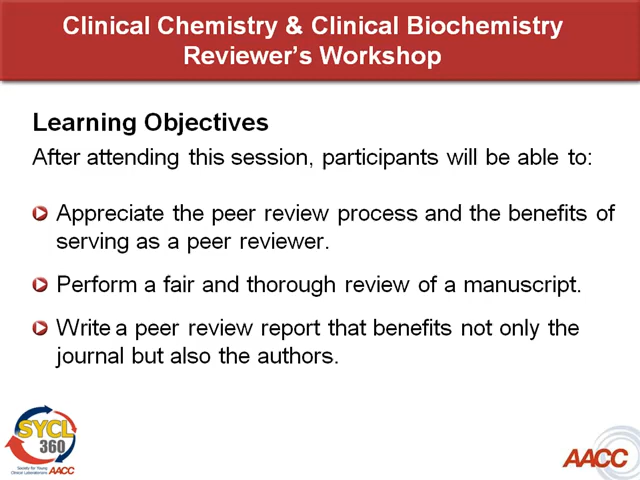 Clinical Chemistry & Clinical Biochemistry
Reviewer's Workshop
Learning Objectives
After attending this session, participants will be able to:
Appreciate the peer review process and the benefits of
serving as a peer reviewer.
Perform a fair and thorough review of a manuscript.
Write a peer review report that benefits not only the
journal but also the authors.
SYCL
360
Society for Young
Clinical Laboratorians AACC
AACC